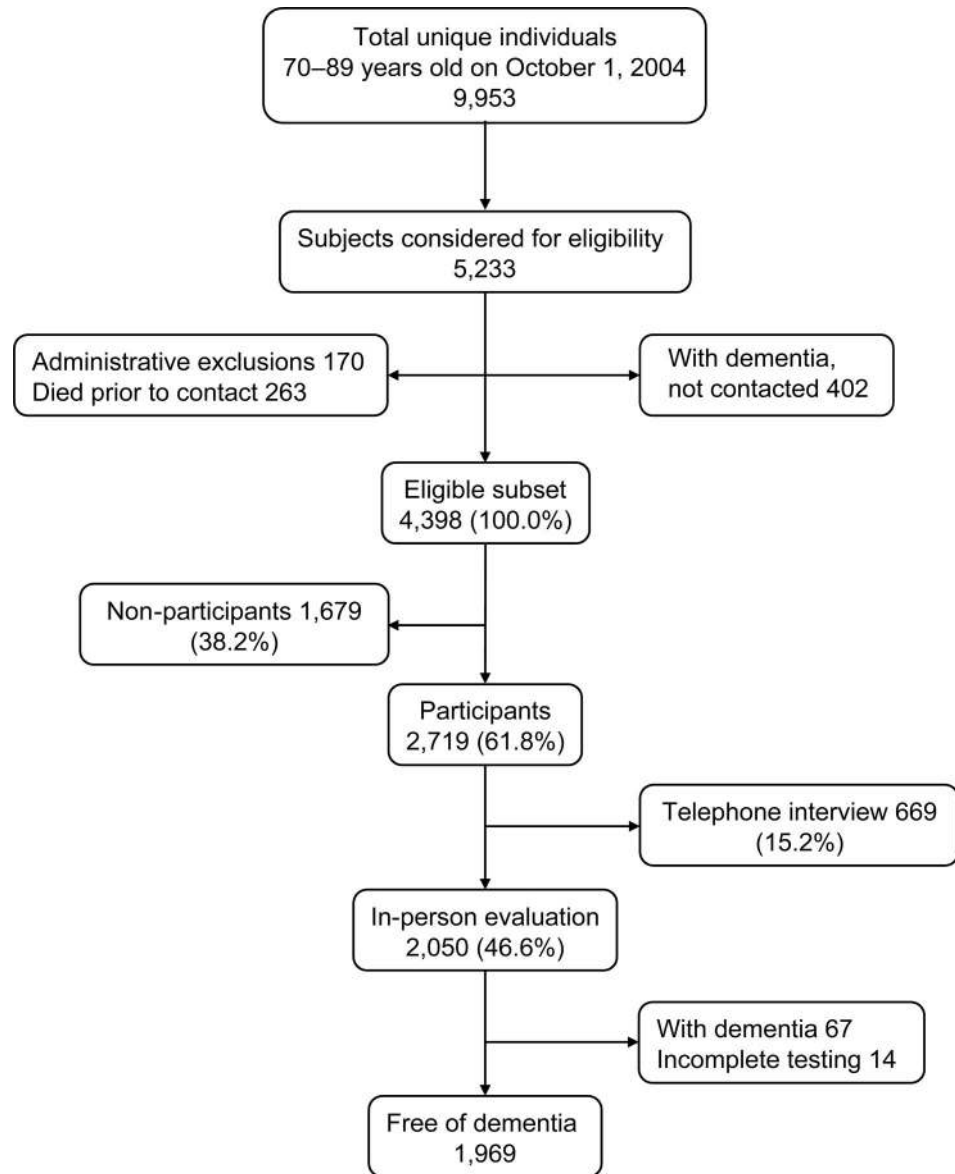 Total unique individuals
70–89 years old on October 1, 2004
9,953
Subjects considered for eligibility
5,233
Administrative exclusions 170
Died prior to contact 263
With dementia,
not contacted 402
Eligible subset
4,398 (100.0%)
Non-participants 1,679
(38.2%)
Participants
2,719 (61.8%)
Telephone interview 669
(15.2%)
In-person evaluation
2,050 (46.6%)
With dementia 67
Incomplete testing 14
Free of dementia
1,969